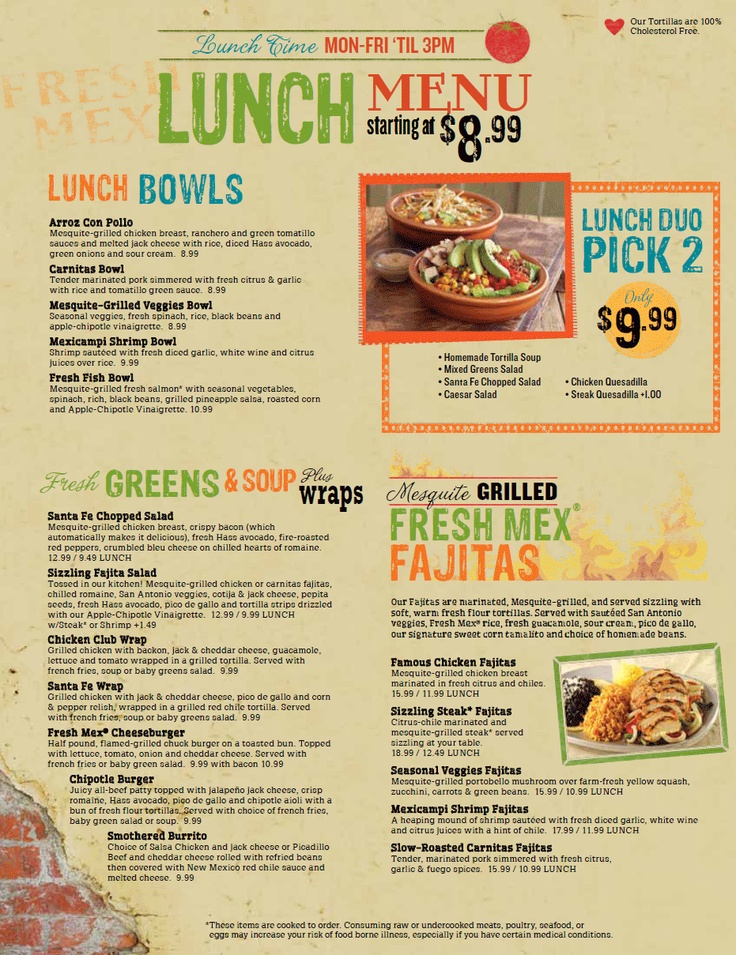 Our Tortillas are 100%
Cholesterol Free.
Lunch Time MON-FRI 'TIL 3PM
FRESH
MEX
LUNCH
MENU
starting at $8.99
LUNCH BOWLS
Arroz Con Pollo
Mesquite-grilled chicken breast, ranchero and green tomatillo
sauces and melted jack cheese with rice, diced Hass avocado,
green onions and sour cream. 8.99
Carnitas Bowl
Tender marinated pork simmered with fresh citrus & garlic
with rice and tomatillo green sauce. 8.99
Mesquite-Grilled Veggies Bowl
Seasonal veggies, fresh spinach, rice, black beans and
apple-chipotle vinaigrette. 8.99
Mexicampi Shrimp Bowl
Shrimp sautéed with fresh diced garlic, white wine and citrus
juices over rice. 9.99
Fresh Fish Bowl
Mesquite-grilled fresh salmon* with seasonal vegetables,
spinach, rich, black beans, grilled pineapple salsa, roasted corn
and Apple-Chipotle Vinaigrette. 10.99
LUNCH DUO
PICK 2
Only
$9.99
• Homemade Tortilla Soup
• Mixed Greens Salad
• Santa Fe Chopped Salad
• Caesar Salad
• Chicken Quesadilla
• Sreak Quesadilla +1.00
Fresh GREENS & SOUP Plus
wraps
Santa Fe Chopped Salad
Mesquite-grilled chicken breast, crispy bacon (which
automatically makes it delicious), fresh Hass avocado, fire-roasted
red peppers, crumbled bleu cheese on chilled hearts of romaine.
12.99 / 9.49 LUNCH
Sizzling Fajita Salad
Tossed in our kitchen! Mesquite-grilled chicken or carnitas fajitas,
chilled romaine, San Antonio veggies, cotija & jack cheese, pepita
seeds, fresh Hass avocado, pico de gallo and tortilla strips drizzled
with our Apple-Chipotle Vinaigrette. 12.99 / 9.99 LUNCH
w/Steak* or Shrimp +1.49
Chicken Club Wrap
Grilled chicken with backon, jack & cheddar cheese, guacamole,
lettuce and tomato wrapped in a grilled tortilla. Served with
french fries, soup or baby greens salad. 9.99
Santa Fe Wrap
Grilled chicken with jack & cheddar cheese, pico de gallo and corn
& pepper relish, wrapped in a grilled red chile tortilla. Served
with french fries, soup or baby greens salad. 9.99
Fresh Mex® Cheeseburger
Half pound, flamed-grilled chuck burger on a toasted bun. Topped
with lettuce, tomato, onion and cheddar cheese. Served with
french fries or baby green salad. 9.99 with bacon 10.99
Chipotle Burger
Juicy all-beef patty topped with jalapeño jack cheese, crisp
romaine, Hass avocado, pico de gallo and chipotle aioli with a
bun of fresh flour tortillas. Served with choice of french fries,
baby green salad or soup. 9.99
Smothered Burrito
Choice of Salsa Chicken and jack cheese or Picadillo
Beef and cheddar cheese rolled with refried beans
then covered with New Mexico red chile sauce and
melted cheese. 9.99
Mesquite GRILLED
FRESH MEX®
FAJITAS
Our Fajitas are marinated, Mesquite-grilled, and served sizzling with
soft, warm fresh flour tortillas. Served with sautéed San Antonio
veggies, Fresh Mex® rice, fresh guacamole, sour cream, pico de gallo,
our signature sweet corn tamalito and choice of homemade beans.
Famous Chicken Fajitas
Mesquite-grilled chicken breast
marinated in fresh citrus and chiles.
15.99 / 11.99 LUNCH
Sizzling Steak* Fajitas
Citrus-chile marinated and
mesquite-grilled steak* served
sizzling at your table.
18.99 / 12.49 LUNCH
Seasonal Veggies Fajitas
Mesquite-grilled portobello mushroom over farm-fresh yellow squash,
zucchini, carrots & green beans. 15.99 / 10.99 LUNCH
Mexicampi Shrimp Fajitas
A heaping mound of shrimp sautéed with fresh diced garlic, white wine
and citrus juices with a hint of chile. 17.99 / 11.99 LUNCH
Slow-Roasted Carnitas Fajitas
Tender, marinated pork simmered with fresh citrus,
garlic & fuego spices. 15.99 / 10.99 LUNCH
*These items are cooked to order. Consuming raw or undercooked meats, poultry, seafood, or
eggs may increase your risk of food borne illness, especially if you have certain medical conditions.